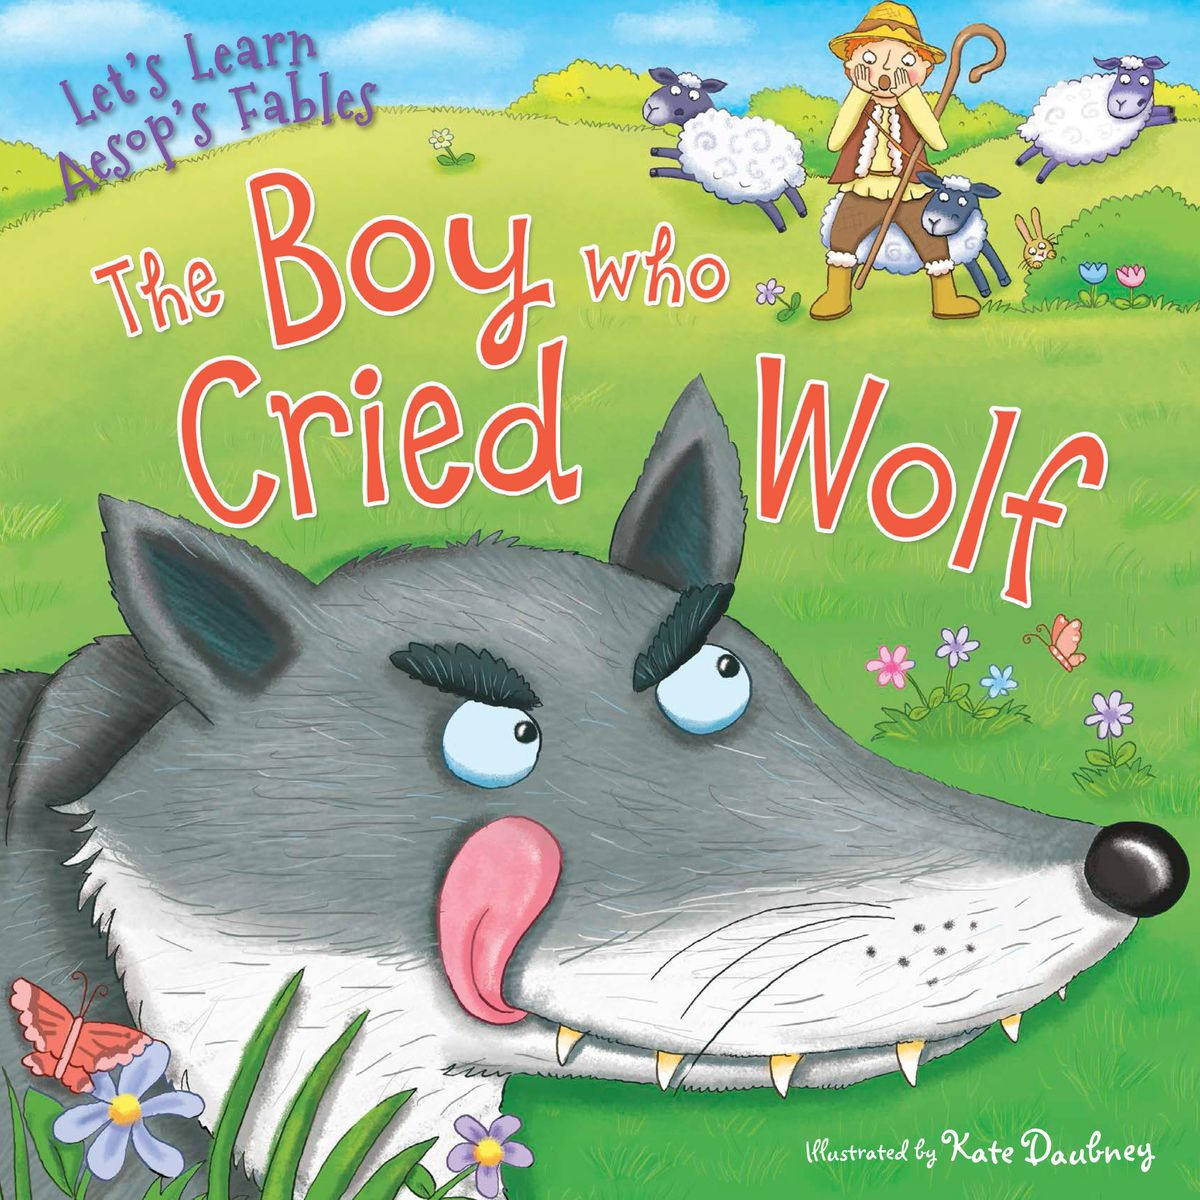 Let's Learn
Aesop's Fables
The Boy who
Cried Wolf
Illustrated by Kate Daubney